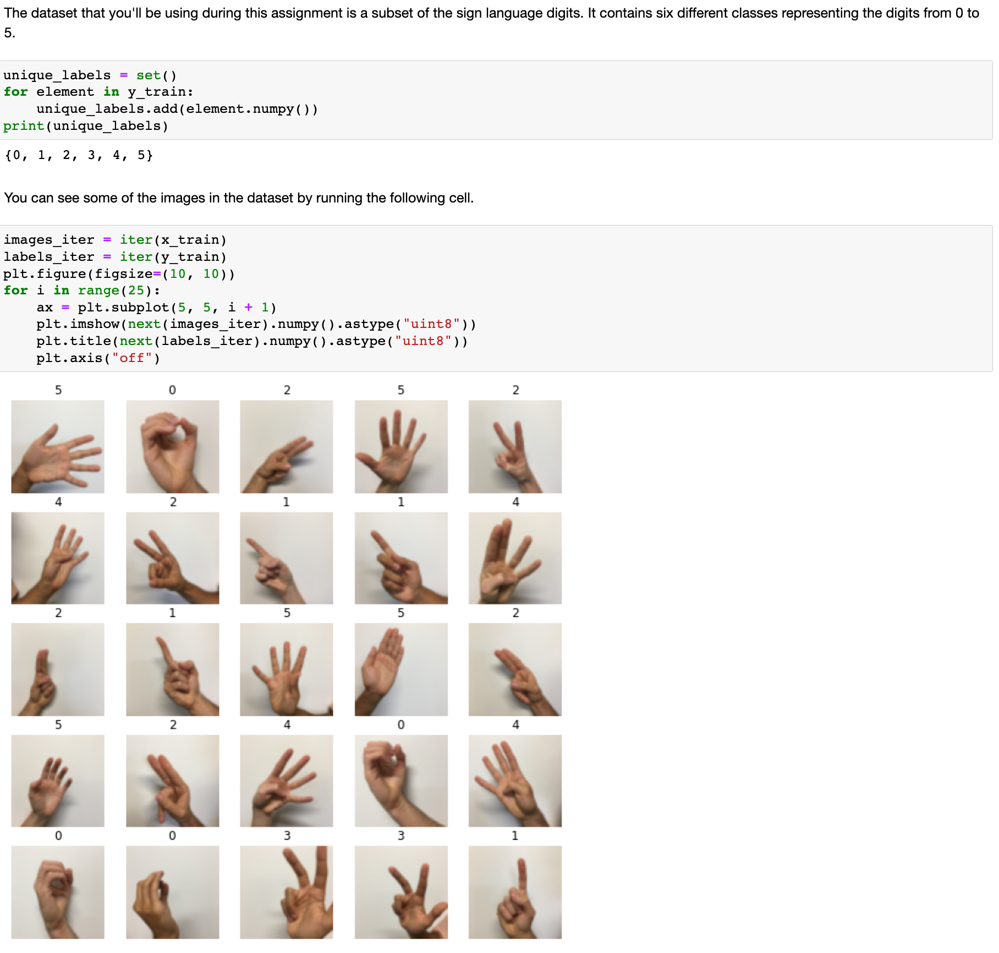 The dataset that you'll be using during this assignment is a subset of the sign language digits. It contains six different classes representing the digits from 0 to
5.
unique_labels = set()
for element in y_train:
    unique_labels.add(element.numpy())
print(unique_labels)
{0, 1, 2, 3, 4, 5}
You can see some of the images in the dataset by running the following cell.
images_iter = iter(x_train)
labels_iter = iter(y_train)
plt.figure(figsize=(10, 10))
for i in range(25):
    ax = plt.subplot(5, 5, i + 1)
    plt.imshow(next(images_iter).numpy().astype("uint8"))
    plt.title(next(labels_iter).numpy().astype("uint8"))
    plt.axis("off")
5 0 2 5 2
4 2 1 1 4
2 1 5 5 2
5 2 4 0 4
0 0 3 3 1